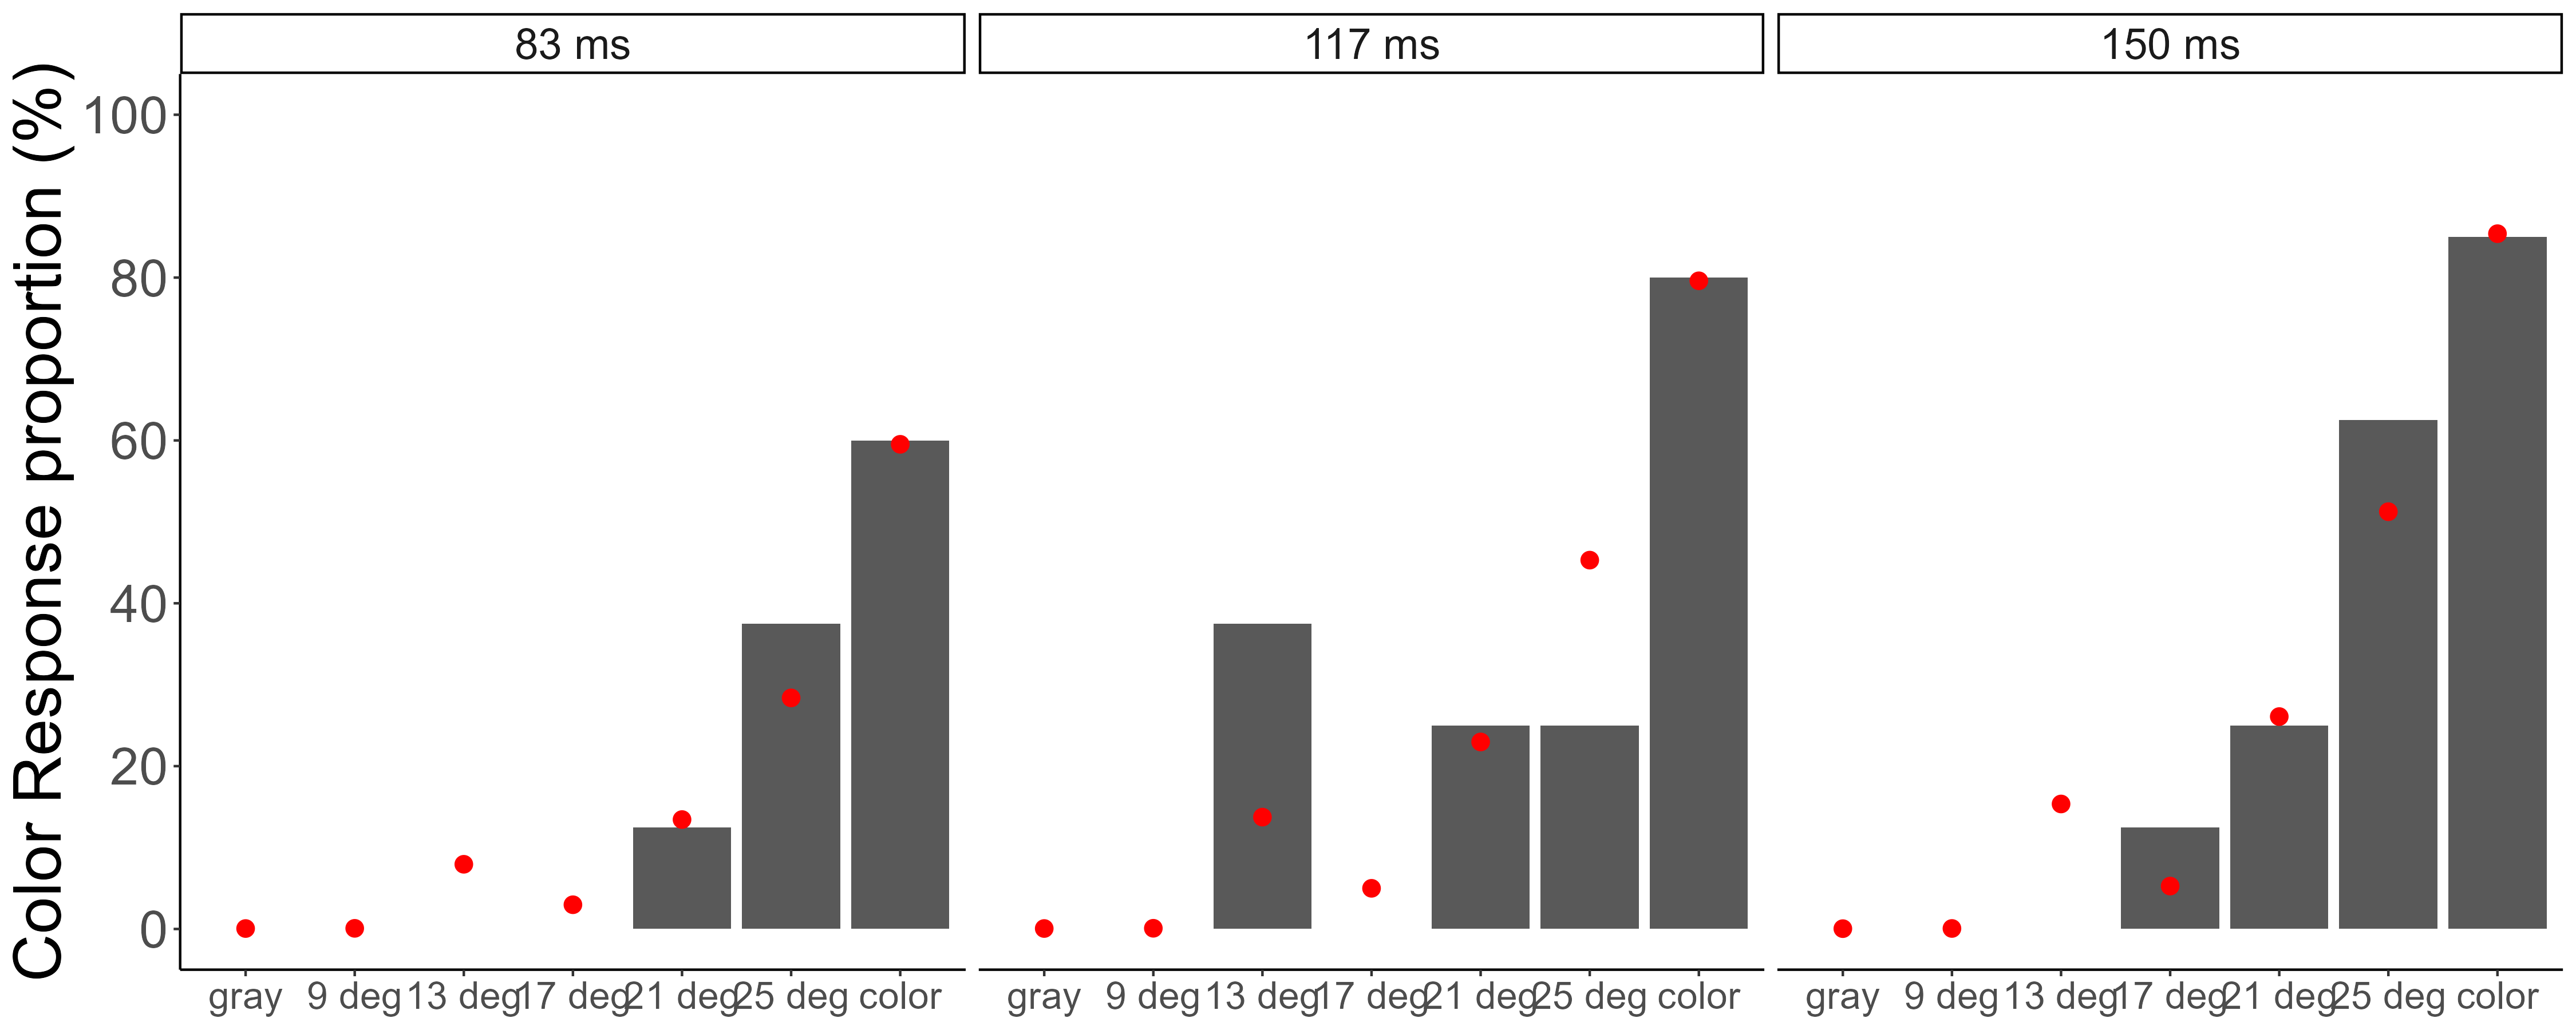 83 ms
117 ms
150 ms
Color Response proportion (%)
100
80
60
40
20
0
gray 9 deg 13 deg 17 deg 21 deg 25 deg color
gray 9 deg 13 deg 17 deg 21 deg 25 deg color
gray 9 deg 13 deg 17 deg 21 deg 25 deg color